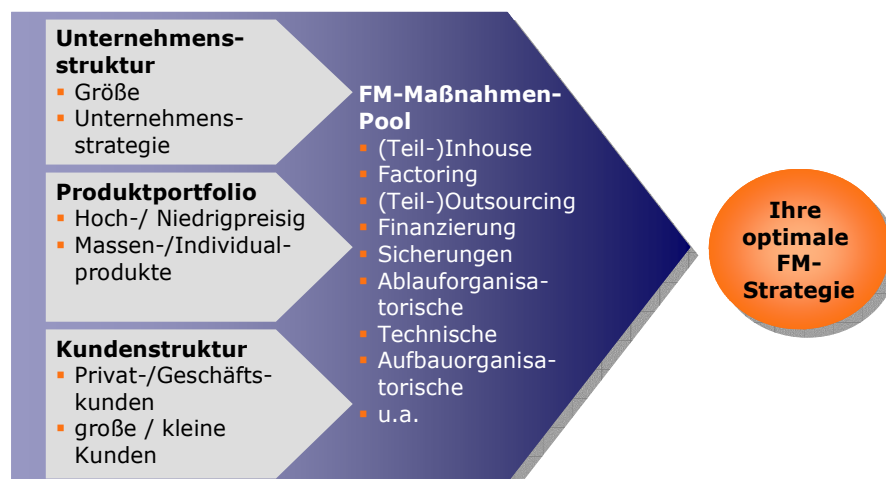 Unternehmens-
struktur
▪ Größe
▪ Unternehmens-
strategie
Produktportfolio
▪ Hoch-/ Niedrigpreisig
▪ Massen-/Individual-
produkte
Kundenstruktur
▪ Privat-/Geschäfts-
kunden
▪ große / kleine
Kunden
FM-Maßnahmen-
Pool
▪ (Teil-)Inhouse
▪ Factoring
▪ (Teil-)Outsourcing
▪ Finanzierung
▪ Sicherungen
▪ Ablauforganisa-
torische
▪ Technische
▪ Aufbauorganisa-
torische
▪ u.a.
Ihre
optimale
FM-
Strategie